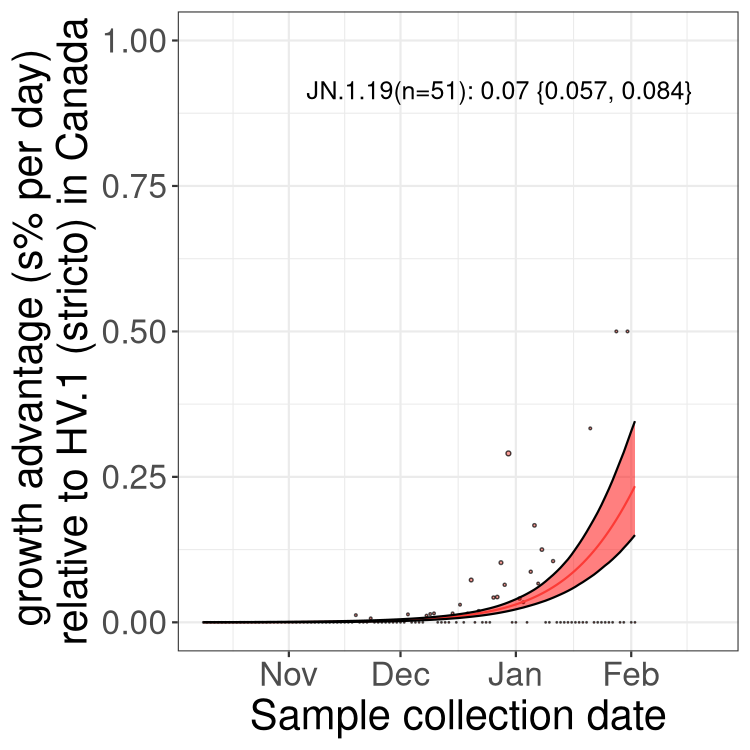 growth advantage (s% per day)
relative to HV.1 (stricto) in Canada
1.00
JN.1.19(n=51): 0.07 {0.057, 0.084}
0.75
0.50
0.25
0.00
Nov Dec Jan Feb
Sample collection date